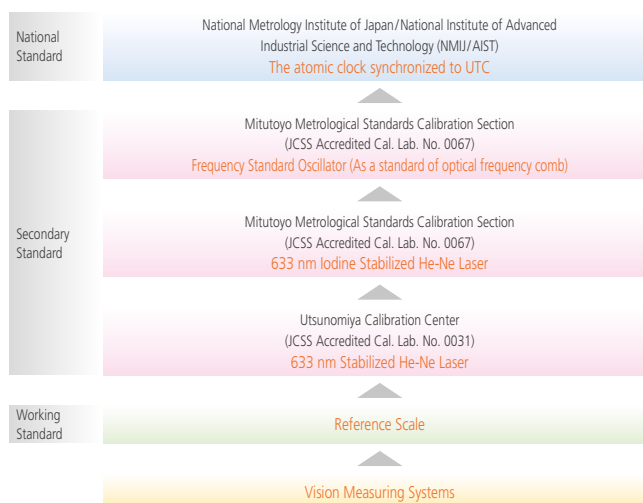 National
Standard
National Metrology Institute of Japan/National Institute of Advanced
Industrial Science and Technology (NMIJ/AIST)
The atomic clock synchronized to UTC
Secondary
Standard
Mitutoyo Metrological Standards Calibration Section
(JCSS Accredited Cal. Lab. No. 0067)
Frequency Standard Oscillator (As a standard of optical frequency comb)
Mitutoyo Metrological Standards Calibration Section
(JCSS Accredited Cal. Lab. No. 0067)
633 nm Iodine Stabilized He-Ne Laser
Utsunomiya Calibration Center
(JCSS Accredited Cal. Lab. No. 0031)
633 nm Stabilized He-Ne Laser
Working
Standard
Reference Scale
Vision Measuring Systems